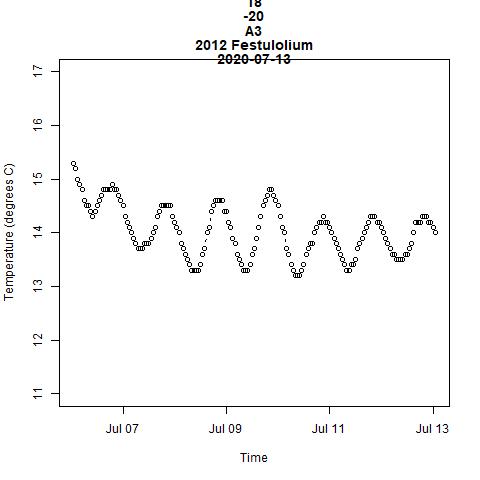 18
-20
A3
2012 Festulolium
2020-07-13
17
16
15
14
13
12
11
Temperature (degrees C)
Jul 07
Jul 09
Jul 11
Jul 13
Time